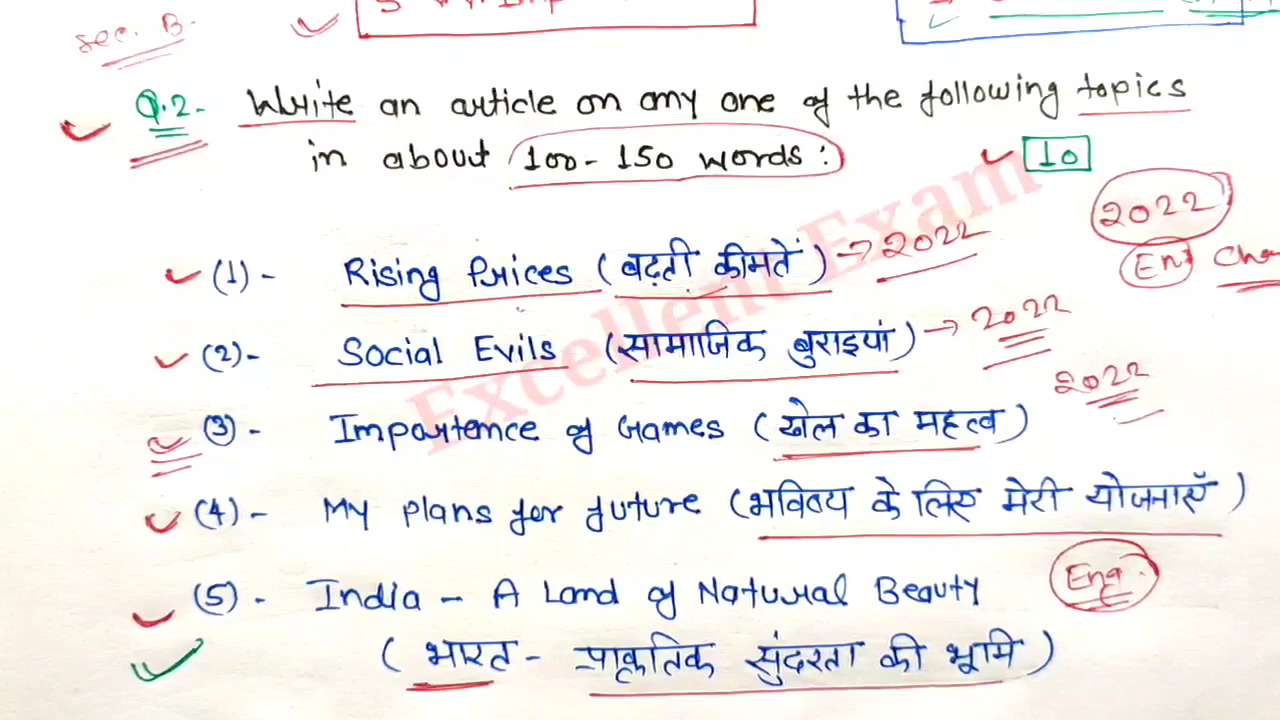 Sec. B.
Q.2- Write an article on any one of the following topics
in about 100-150 words: 10
2022
(1)- Rising Prices (बढ़ती कीमतें) → 2022
Eng Cha
(2)- Social Evils (सामाजिक बुराइयां) → 2022
2022
(3)- Importence of Games (खेल का महत्व)
(4)- My plans for future (भविष्य के लिए मेरी योजनाएँ)
(5)- India - A Land of Natural Beauty Eng.
(भारत - प्राकृतिक सुंदरता की भूमि)
Excellent Exam